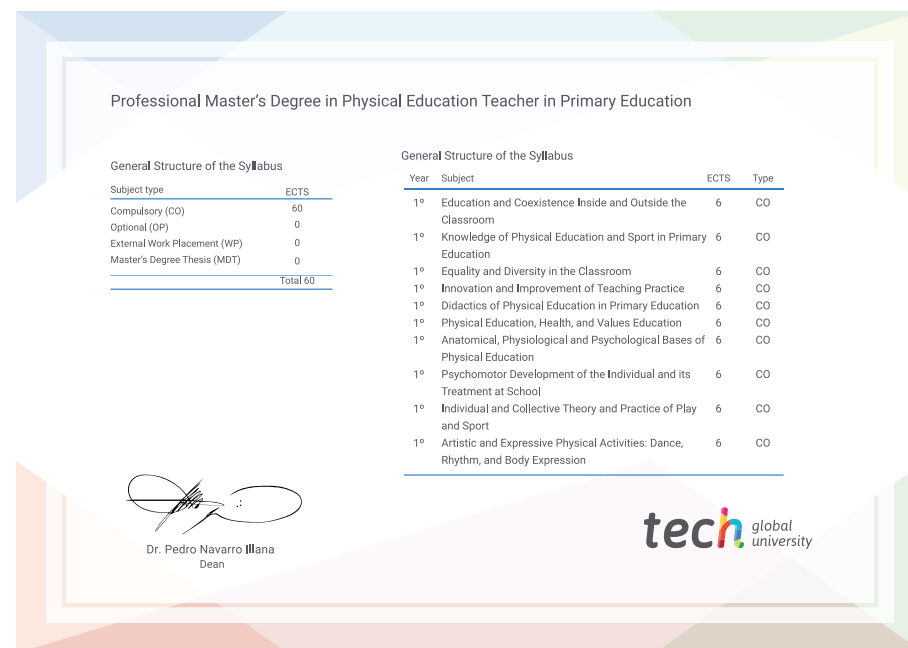 Professional Master's Degree in Physical Education Teacher in Primary Education
General Structure of the Syllabus
Subject type ECTS
Compulsory (CO) 60
Optional (OP) 0
External Work Placement (WP) 0
Master's Degree Thesis (MDT) 0
Total 60
General Structure of the Syllabus
Year Subject ECTS Type
1º Education and Coexistence Inside and Outside the 6 CO
Classroom
1º Knowledge of Physical Education and Sport in Primary 6 CO
Education
1º Equality and Diversity in the Classroom 6 CO
1º Innovation and Improvement of Teaching Practice 6 CO
1º Didactics of Physical Education in Primary Education 6 CO
1º Physical Education, Health, and Values Education 6 CO
1º Anatomical, Physiological and Psychological Bases of 6 CO
Physical Education
1º Psychomotor Development of the Individual and its 6 CO
Treatment at School
1º Individual and Collective Theory and Practice of Play 6 CO
and Sport
1º Artistic and Expressive Physical Activities: Dance, 6 CO
Rhythm, and Body Expression
Dr. Pedro Navarro Illana
Dean
tech global
university